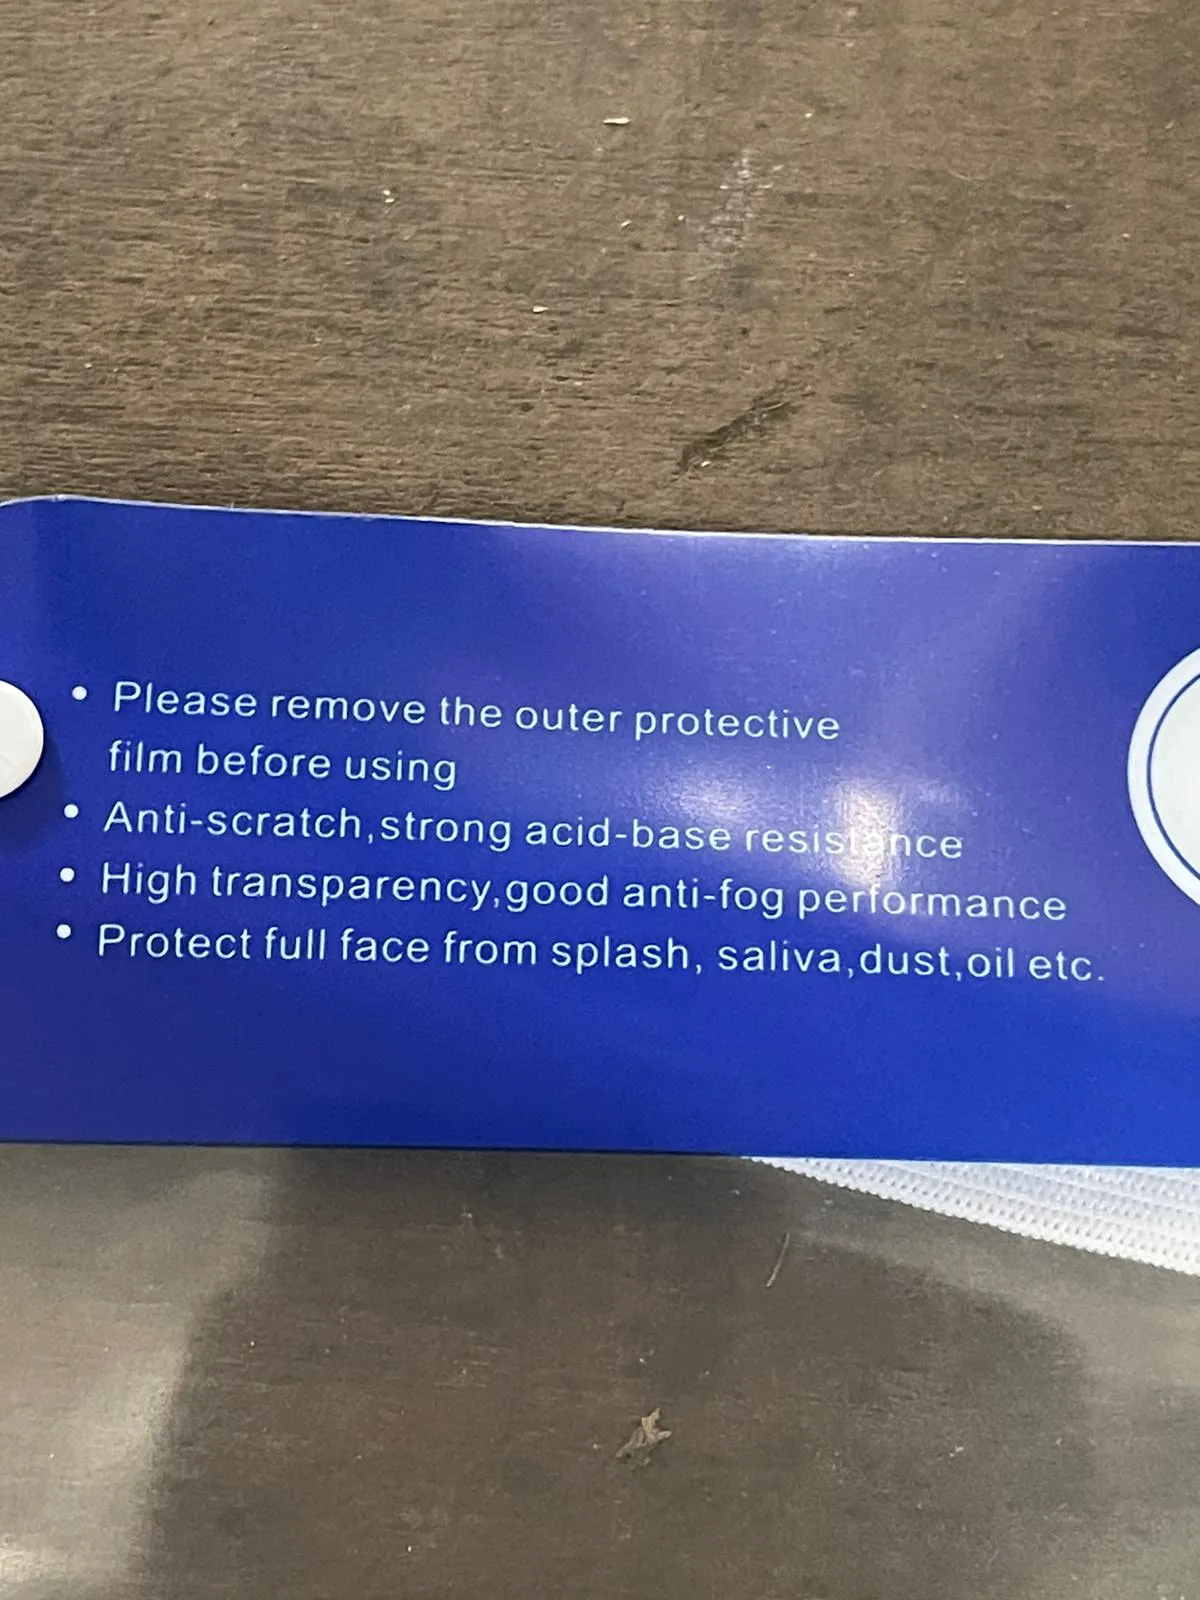 • Please remove the outer protective
film before using
• Anti-scratch,strong acid-base resistance
• High transparency,good anti-fog performance
• Protect full face from splash, saliva,dust,oil etc.